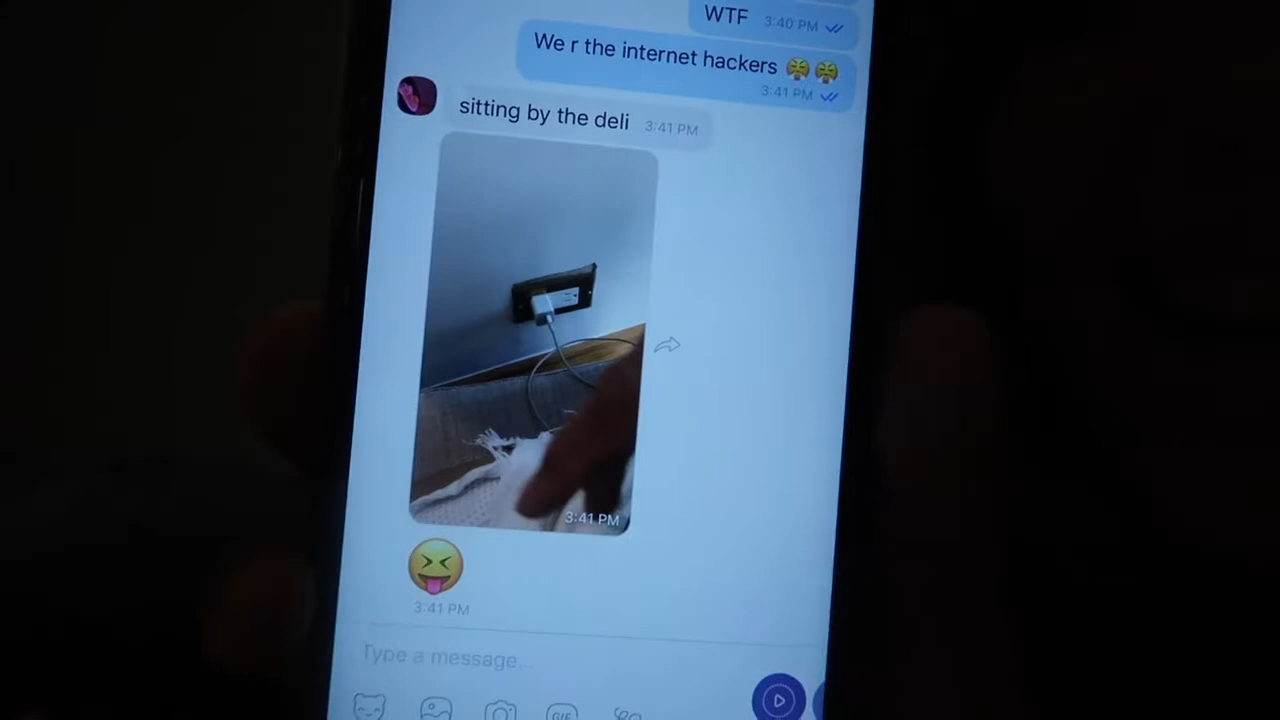 WTF 3:40 PM
We r the internet hackers 😤😤
3:41 PM
sitting by the deli 3:41 PM
3:41 PM
😝
3:41 PM
Type a message...
GIF